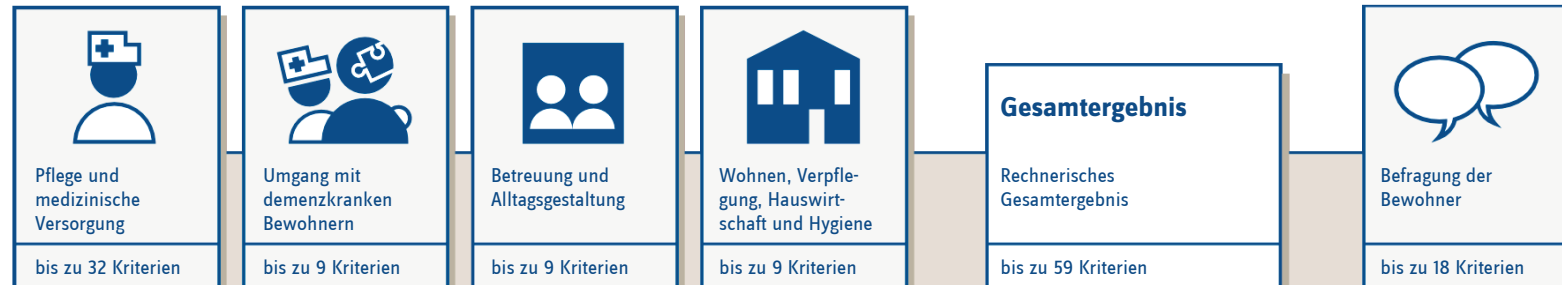 Pflege und
medizinische
Versorgung
bis zu 32 Kriterien
Umgang mit
demenzkranken
Bewohnern
bis zu 9 Kriterien
Betreuung und
Alltagsgestaltung
bis zu 9 Kriterien
Wohnen, Verpfle-
gung, Hauswirt-
schaft und Hygiene
bis zu 9 Kriterien
Gesamtergebnis
Rechnerisches
Gesamtergebnis
bis zu 59 Kriterien
Befragung der
Bewohner
bis zu 18 Kriterien